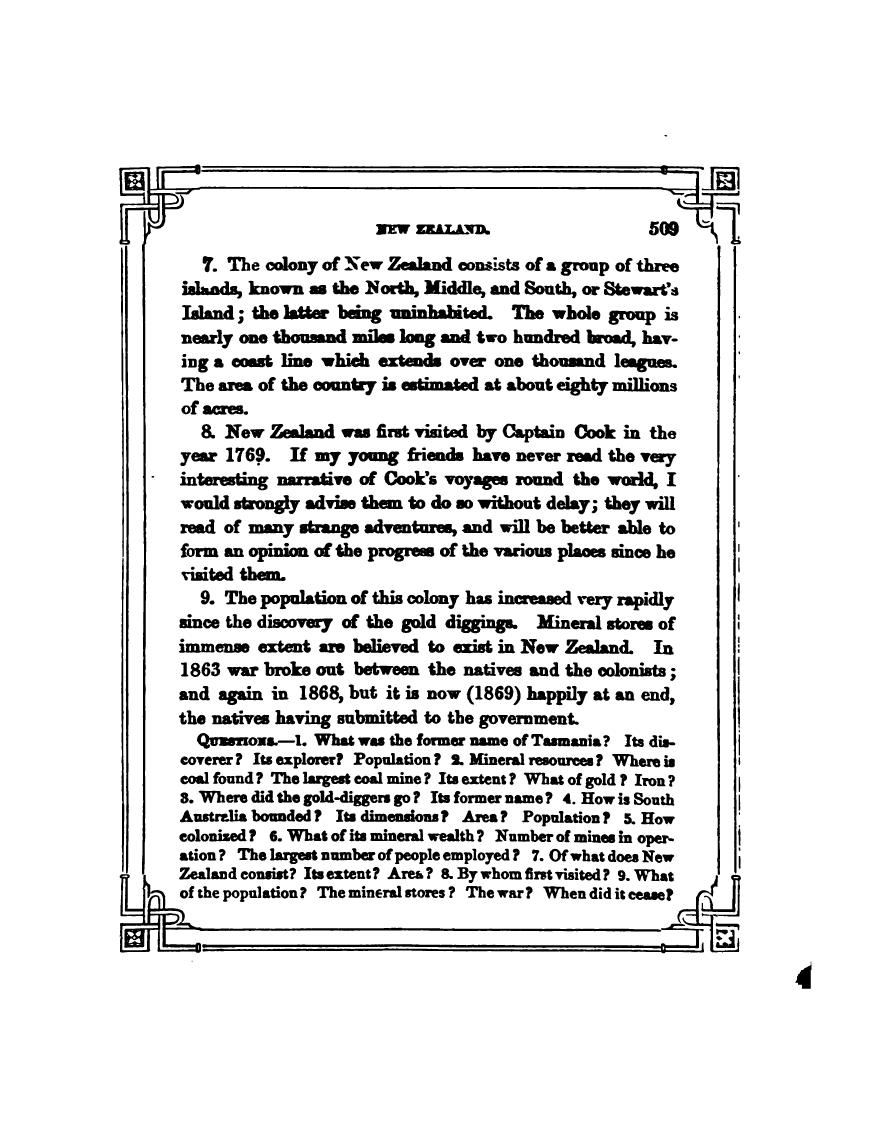 NEW ZEALAND. 509
7. The colony of New Zealand consists of a group of three
islands, known as the North, Middle, and South, or Stewart's
Island; the latter being uninhabited. The whole group is
nearly one thousand miles long and two hundred broad, hav-
ing a coast line which extends over one thousand leagues.
The area of the country is estimated at about eighty millions
of acres.
8. New Zealand was first visited by Captain Cook in the
year 1769. If my young friends have never read the very
interesting narrative of Cook's voyages round the world, I
would strongly advise them to do so without delay; they will
read of many strange adventures, and will be better able to
form an opinion of the progress of the various places since he
visited them.
9. The population of this colony has increased very rapidly
since the discovery of the gold diggings. Mineral stores of
immense extent are believed to exist in New Zealand. In
1863 war broke out between the natives and the colonists;
and again in 1868, but it is now (1869) happily at an end,
the natives having submitted to the government.
QUESTIONS.—1. What was the former name of Tasmania? Its dis-
coverer? Its explorer? Population? 2. Mineral resources? Where is
coal found? The largest coal mine? Its extent? What of gold? Iron?
3. Where did the gold-diggers go? Its former name? 4. How is South
Australia bounded? Its dimensions? Area? Population? 5. How
colonized? 6. What of its mineral wealth? Number of mines in oper-
ation? The largest number of people employed? 7. Of what does New
Zealand consist? Its extent? Area? 8. By whom first visited? 9. What
of the population? The mineral stores? The war? When did it cease?